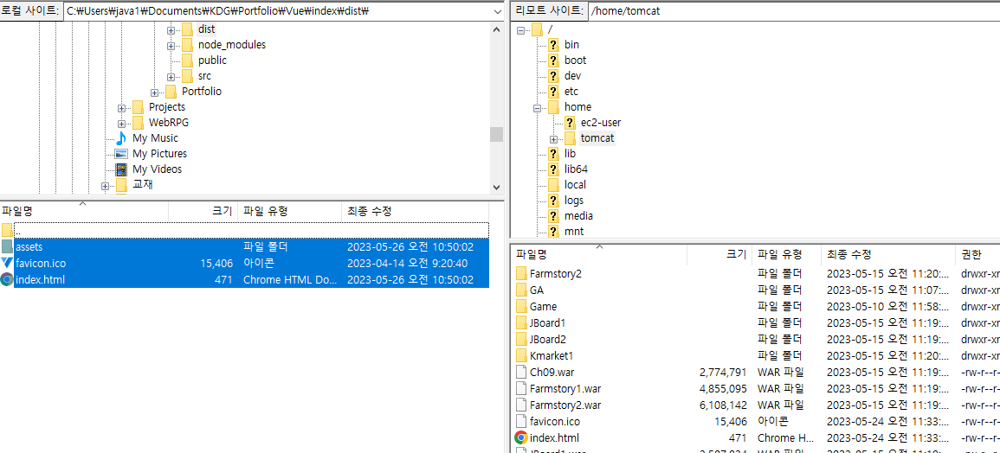 로컬 사이트: C:₩Users₩java1₩Documents₩KDG₩Portfolio₩Vue₩index₩dist₩
dist
node_modules
public
src
Portfolio
Projects
WebRPG
My Music
My Pictures
My Videos
교재
파일명 크기 파일 유형 최종 수정
..
assets 파일 폴더 2023-05-26 오전 10:50:02
favicon.ico 15,406 아이콘 2023-04-14 오전 9:20:40
index.html 471 Chrome HTML Do... 2023-05-26 오전 10:50:02
리모트 사이트: /home/tomcat
/
bin
boot
dev
etc
home
ec2-user
tomcat
lib
lib64
local
logs
media
mnt
파일명 크기 파일 유형 최종 수정 권한
Farmstory2 파일 폴더 2023-05-15 오전 11:20:... drwxr-xr
GA 파일 폴더 2023-05-15 오전 11:07:... drwxr-xr
Game 파일 폴더 2023-05-10 오전 11:58:... drwxr-xr
JBoard1 파일 폴더 2023-05-15 오전 11:19:... drwxr-xr
JBoard2 파일 폴더 2023-05-15 오전 11:19:... drwxr-xr
Kmarket1 파일 폴더 2023-05-15 오전 11:20:... drwxr-xr
Ch09.war 2,774,791 WAR 파일 2023-05-15 오전 11:19:... -rw-r--r-
Farmstory1.war 4,855,095 WAR 파일 2023-05-15 오전 11:19:... -rw-r--r-
Farmstory2.war 6,108,142 WAR 파일 2023-05-15 오전 11:19:... -rw-r--r-
favicon.ico 15,406 아이콘 2023-05-24 오전 11:33:... -rw-r--r-
index.html 471 Chrome H... 2023-05-24 오전 11:33:... -rw-r--r-